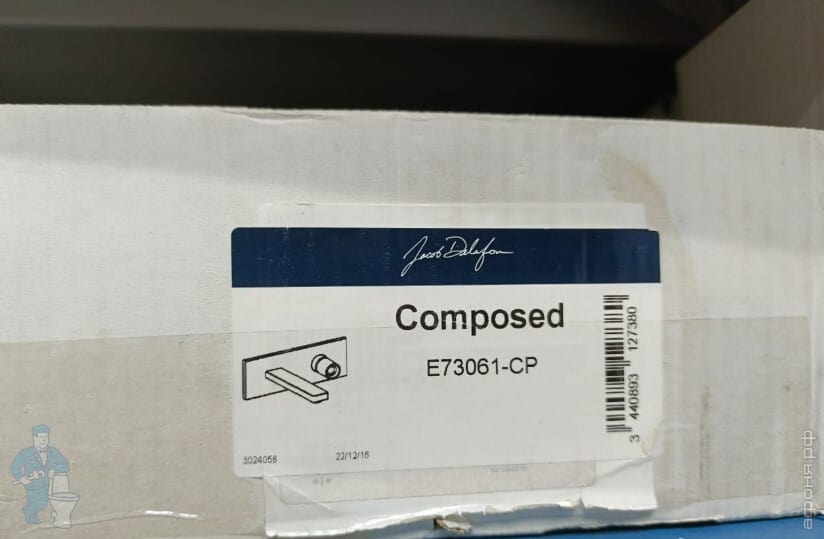 Jacob Delafon
Composed
E73061-CP
3 440893 127380
3024058
22/12/16
афоня.рф